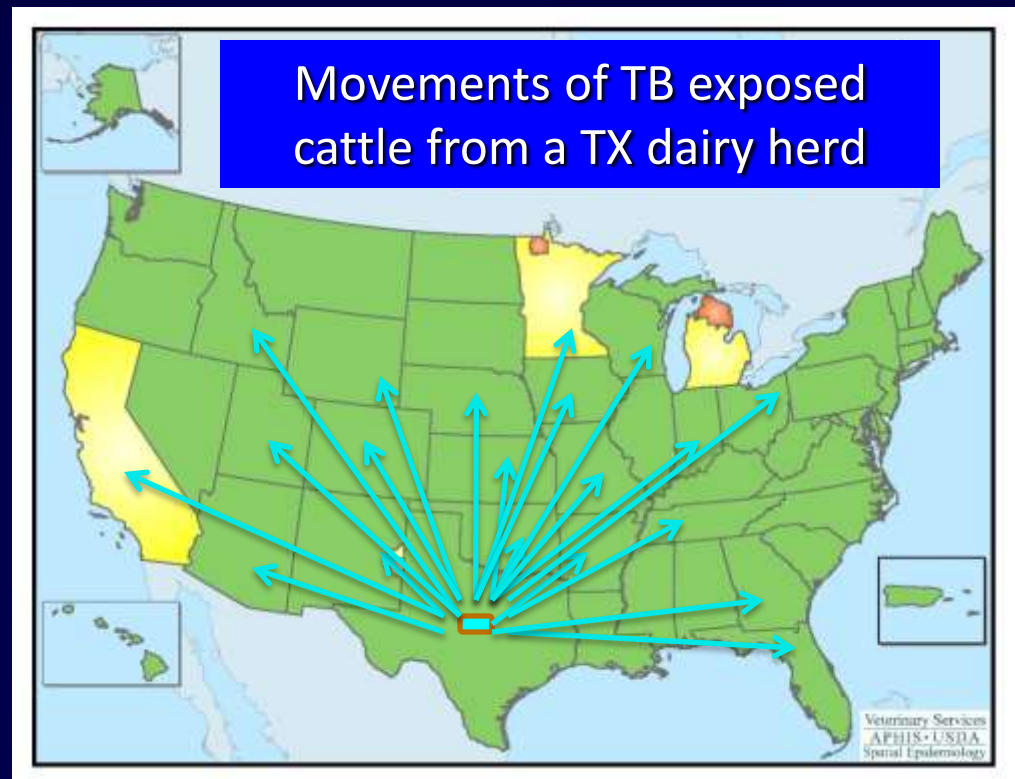 Movements of TB exposed
cattle from a TX dairy herd
Veterinary Services
APHIS • USDA
Spatial Epidemiology